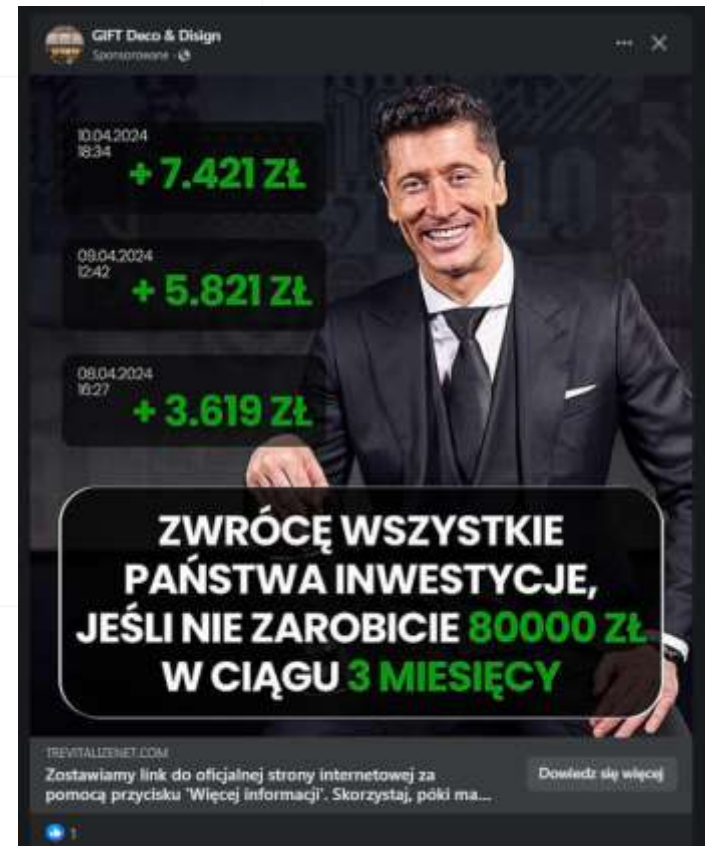 GIFT Deco & Disign
Sponsorowane
10.04.2024
18:34
+ 7.421 ZŁ
09.04.2024
12:42
+ 5.821 ZŁ
08.04.2024
16:27
+ 3.619 ZŁ
ZWRÓCĘ WSZYSTKIE
PAŃSTWA INWESTYCJE,
JEŚLI NIE ZAROBICIE 80000 ZŁ
W CIĄGU 3 MIESIĘCY
TREVITALIZENET.COM
Zostawiamy link do oficjalnej strony internetowej za
pomocą przycisku "Więcej informacji". Skorzystaj, póki ma...
Dowiedz się więcej
1